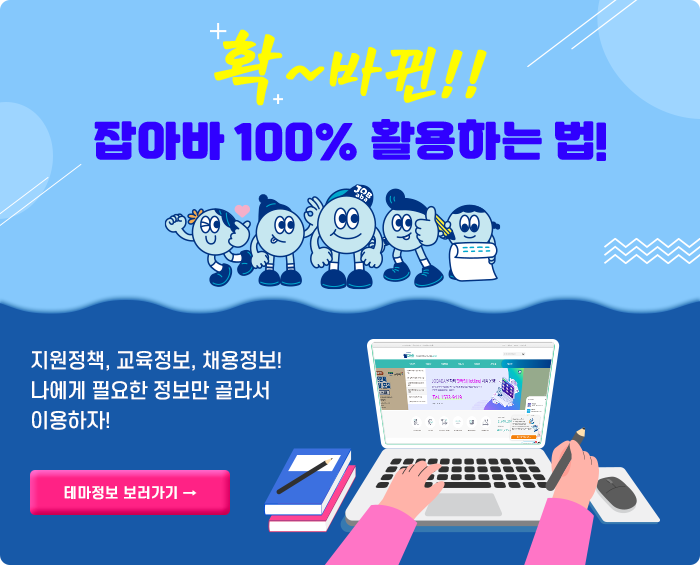 확~바뀐!!
잡아바 100% 활용하는 법!
JOB
aba
지원정책, 교육정보, 채용정보!
나에게 필요한 정보만 골라서
이용하자!
테마정보 보러가기 →